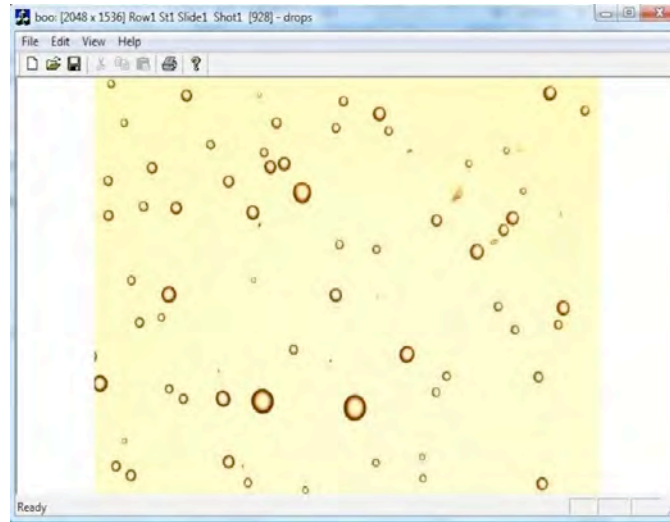 boo: [2048 x 1536] Row1 St1 Slide1 Shot1 [928] - drops
File Edit View Help
Ready